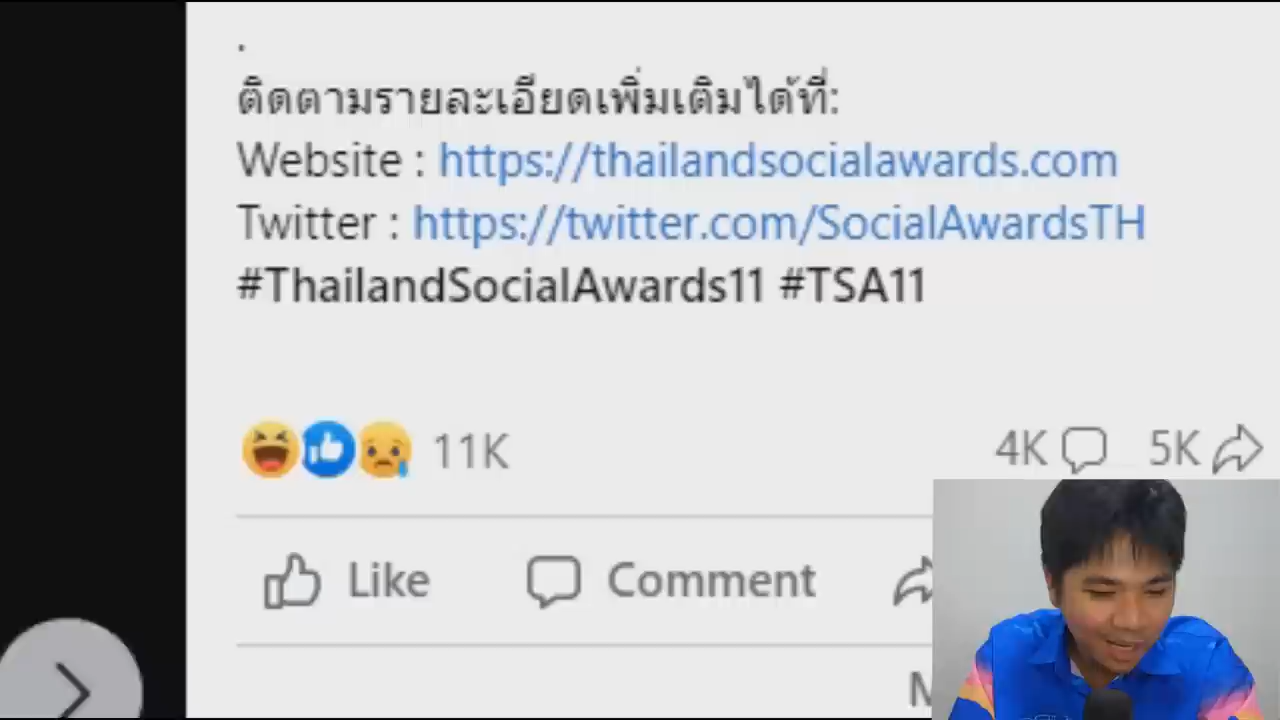 .
ติดตามรายละเอียดเพิ่มเติมได้ที่:
Website : https://thailandsocialawards.com
Twitter : https://twitter.com/SocialAwardsTH
#ThailandSocialAwards11 #TSA11
11K 4K 5K
Like Comment